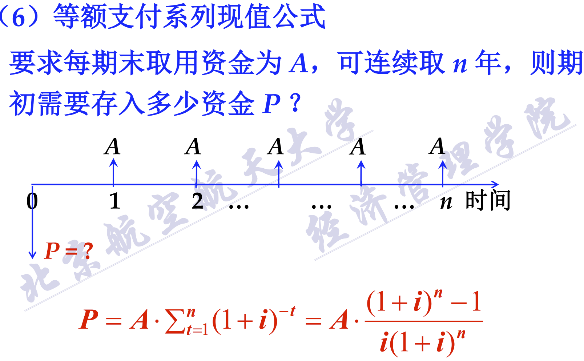 （6）等额支付系列现值公式
要求每期末取用资金为 A，可连续取 n 年，则期
初需要存入多少资金 P ？
A A A A A
0 1 2 … … … n 时间
P = ?
P = A · ∑ₜ₌₁ⁿ (1 + i)⁻ᵗ = A · ((1 + i)ⁿ − 1) / (i(1 + i)ⁿ)
北京航空航天大学 经济管理学院